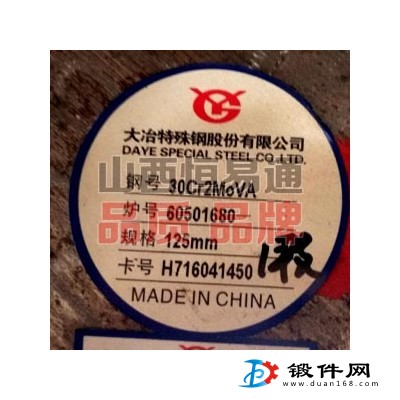 大冶特殊钢股份有限公司
DAYE SPECIAL STEEL CO.,LTD.
山西恒易通
钢号 30Cr2MoVA
品质 品牌
炉号 60501680
规格 125mm
卡号 H716041450
MADE IN CHINA
锻件网
www.duan168.com